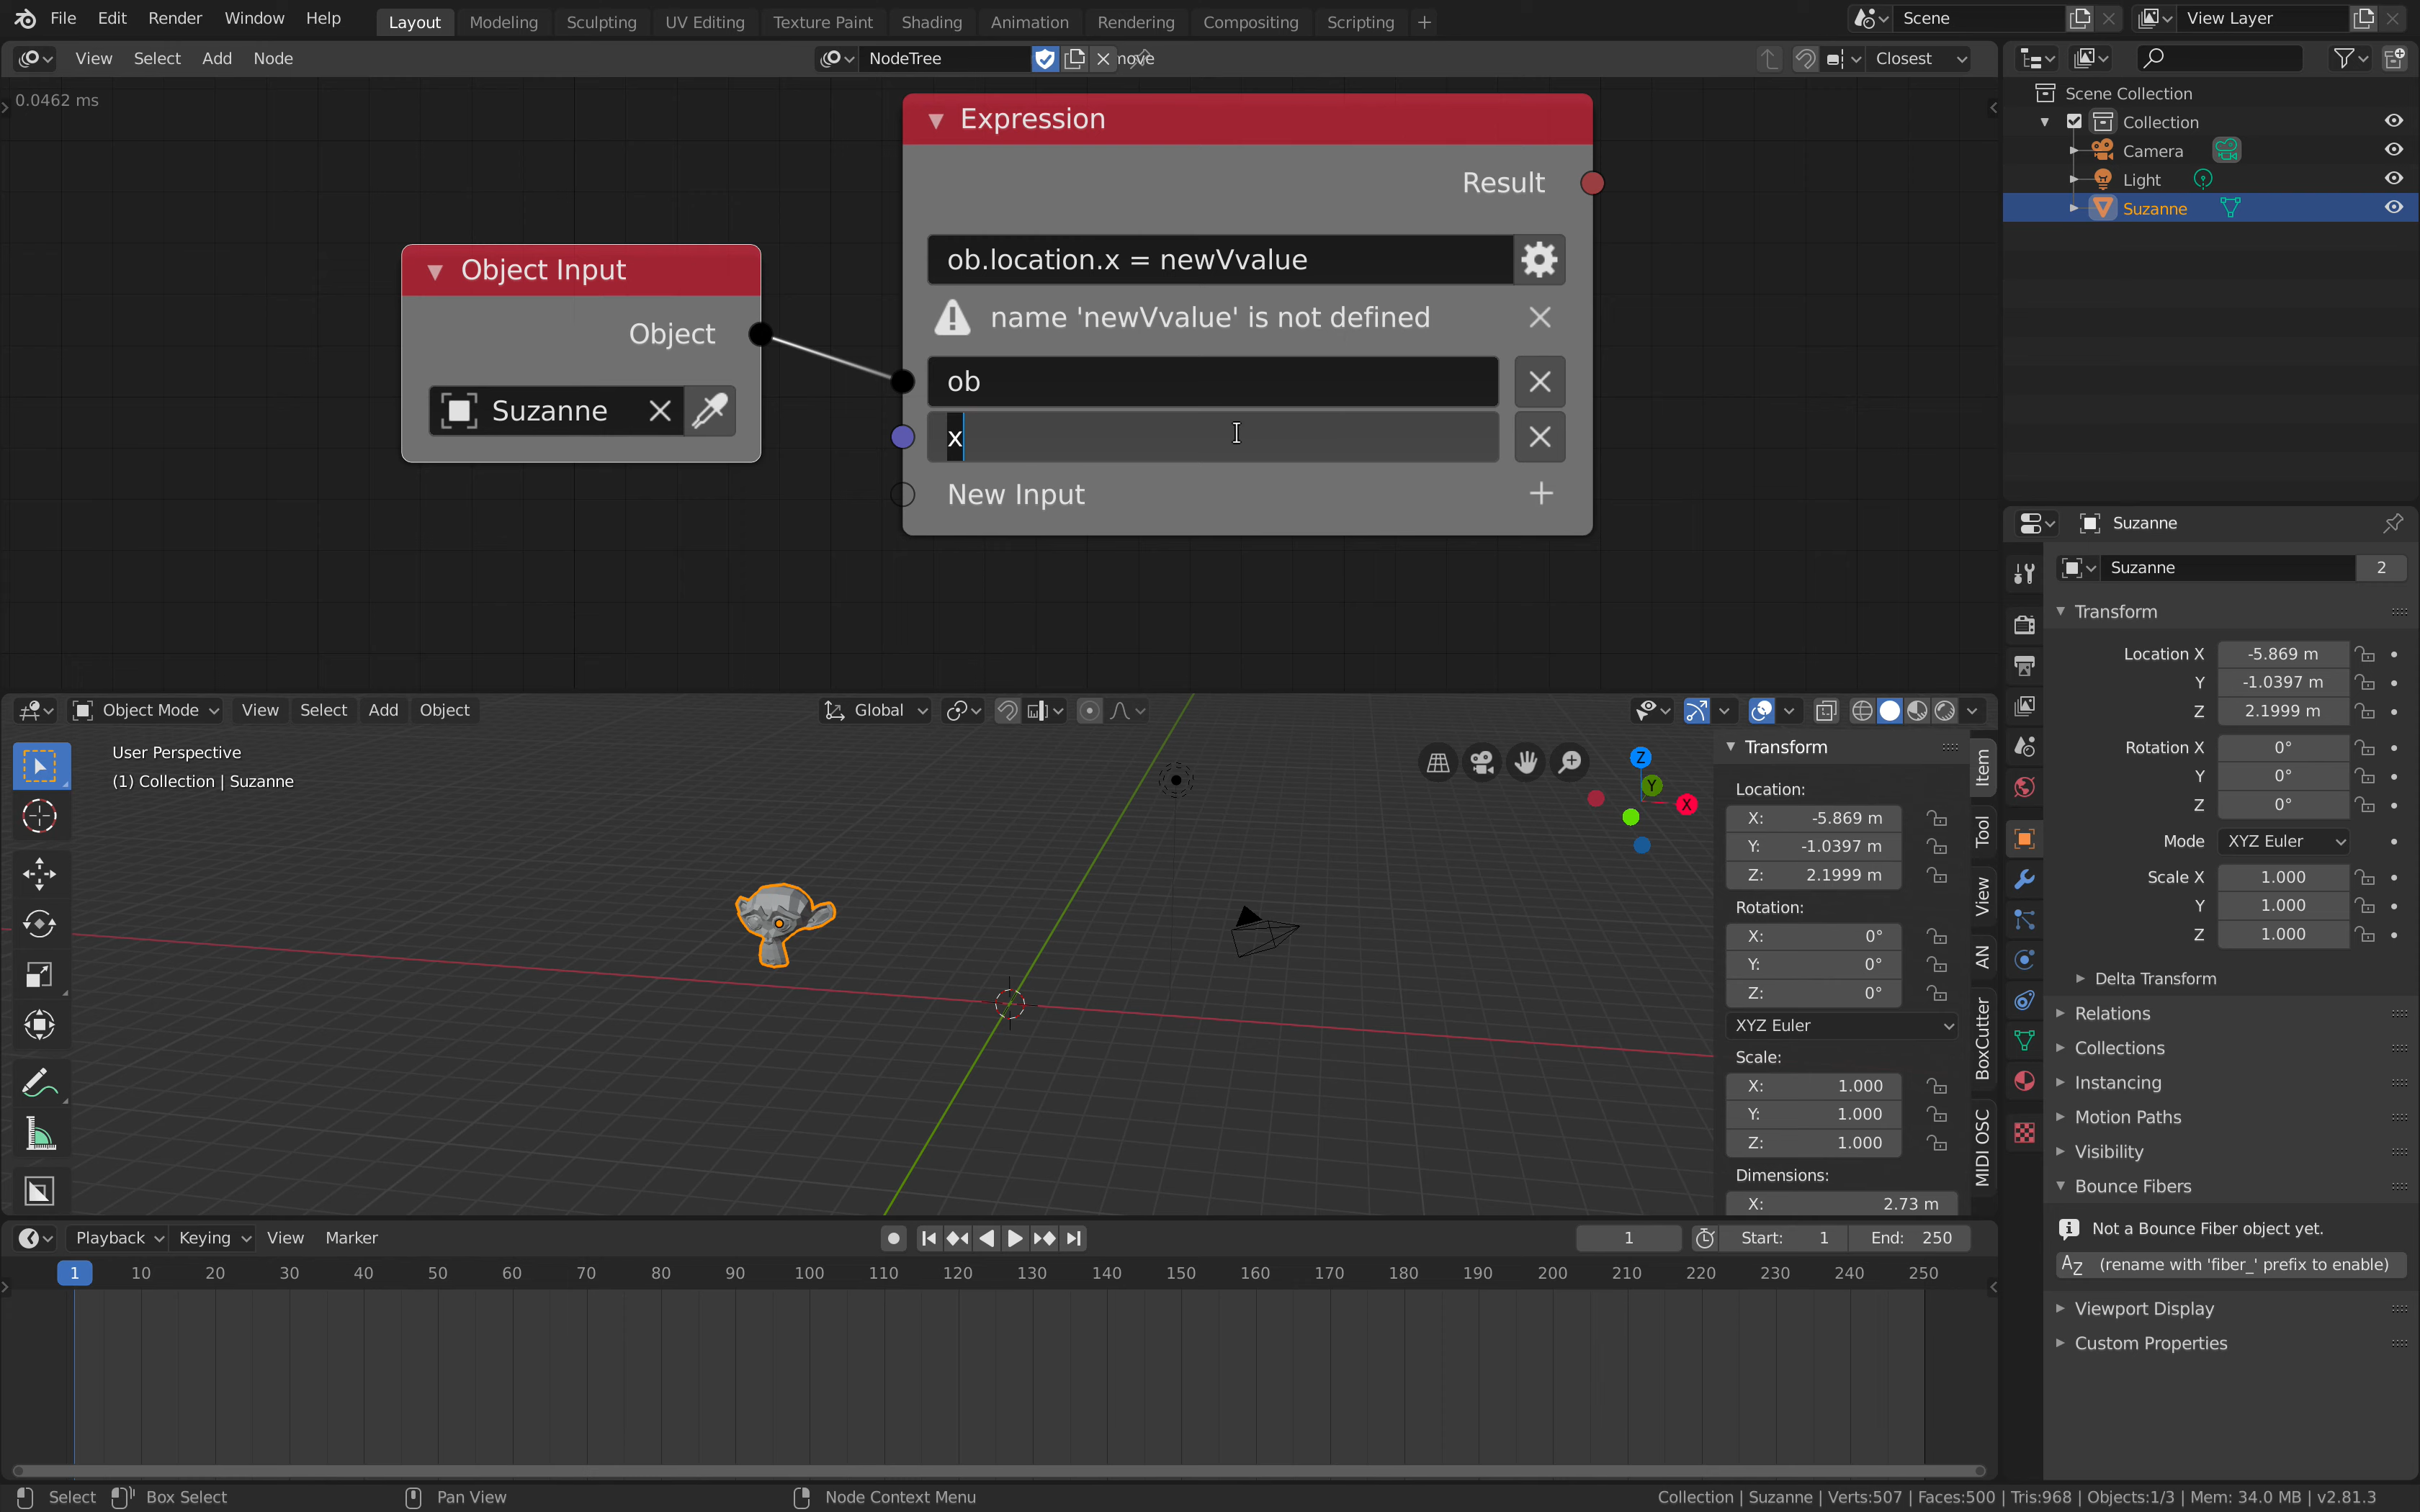 File Edit Render Window Help Layout Modeling Sculpting UV Editing Texture Paint Shading Animation Rendering Compositing Scripting + Scene View Layer
View Select Add Node NodeTree Closest
0.0462 ms
Expression
Result
ob.location.x = newVvalue
name 'newVvalue' is not defined
ob
x
New Input
Object Input
Object
Suzanne
Scene Collection
Collection
Camera
Light
Suzanne
Suzanne
Suzanne 2
Transform
Location X -5.869 m
Y -1.0397 m
Z 2.1999 m
Rotation X 0°
Y 0°
Z 0°
Mode XYZ Euler
Scale X 1.000
Y 1.000
Z 1.000
Delta Transform
Relations
Collections
Instancing
Motion Paths
Visibility
Bounce Fibers
Not a Bounce Fiber object yet.
(rename with 'fiber_' prefix to enable)
Viewport Display
Custom Properties
Object Mode View Select Add Object Global
User Perspective
(1) Collection | Suzanne
Z
Y
X
Transform
Location:
X: -5.869 m
Y: -1.0397 m
Z: 2.1999 m
Rotation:
X: 0°
Y: 0°
Z: 0°
XYZ Euler
Scale:
X: 1.000
Y: 1.000
Z: 1.000
Dimensions:
X: 2.73 m
Item
Tool
View
AN
BoxCutter
MIDI OSC
Playback Keying View Marker 1 Start: 1 End: 250
1 10 20 30 40 50 60 70 80 90 100 110 120 130 140 150 160 170 180 190 200 210 220 230 240 250
Select Box Select Pan View Node Context Menu Collection | Suzanne | Verts:507 | Faces:500 | Tris:968 | Objects:1/3 | Mem: 34.0 MB | v2.81.3